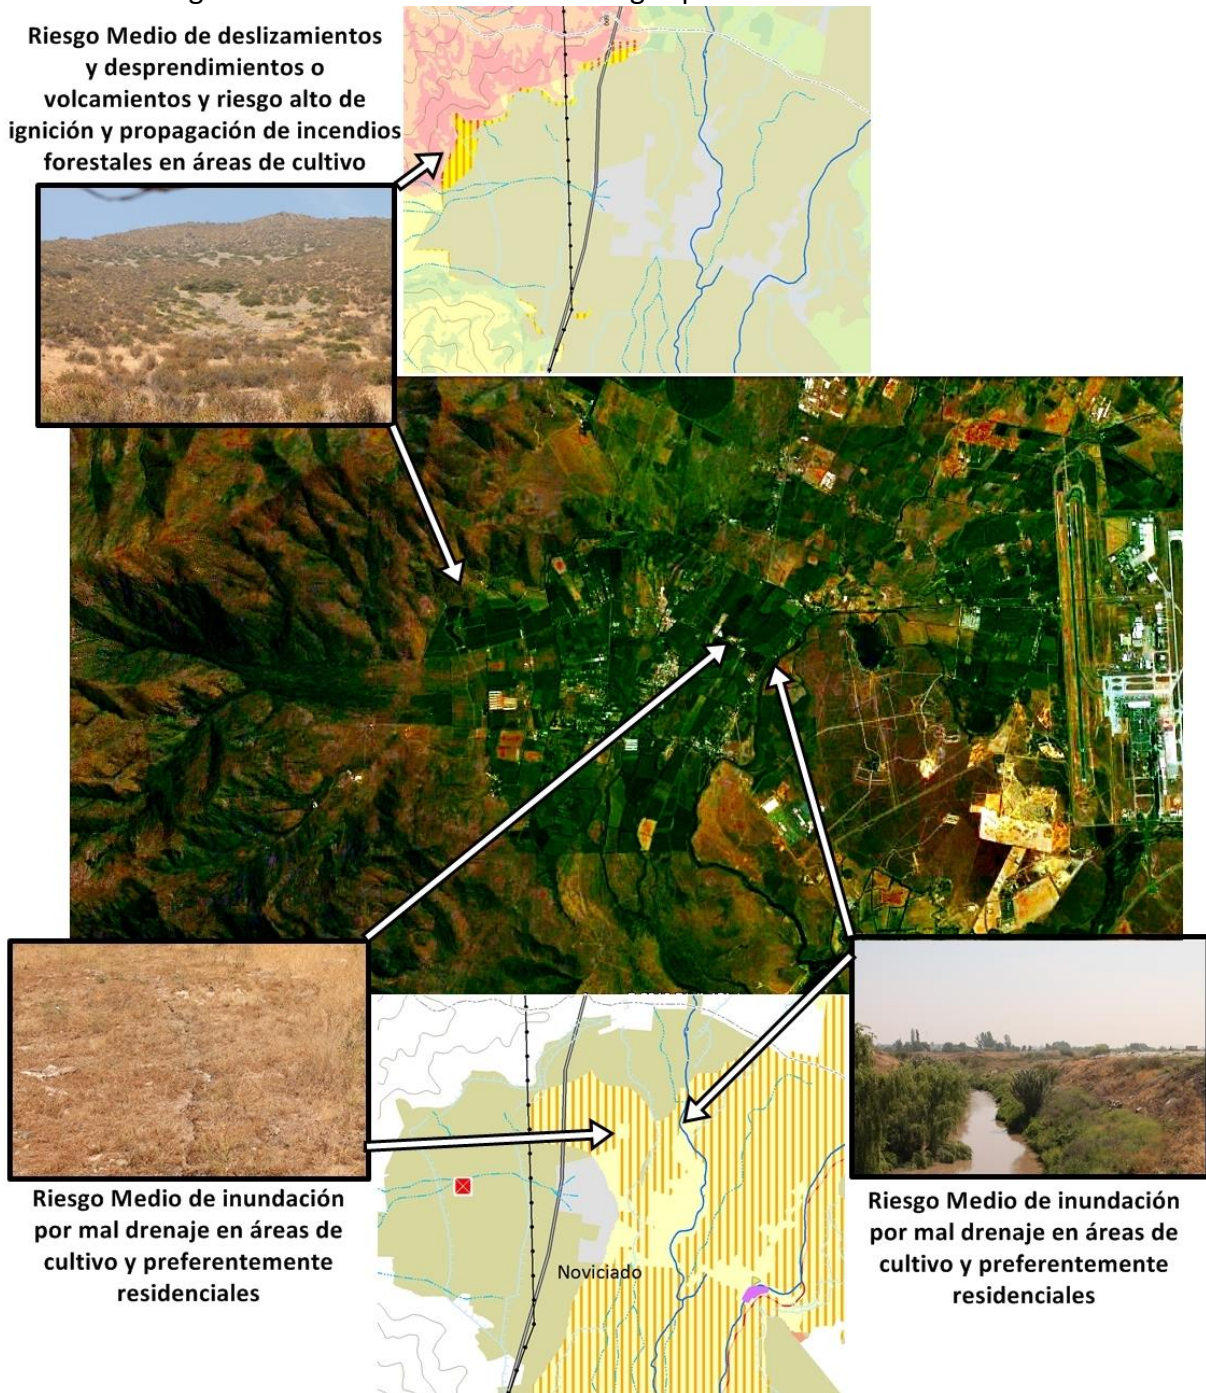 Riesgo Medio de deslizamientos
y desprendimientos o
volcamientos y riesgo alto de
ignición y propagación de incendios
forestales en áreas de cultivo
Noviciado
Riesgo Medio de inundación
por mal drenaje en áreas de
cultivo y preferentemente
residenciales
Riesgo Medio de inundación
por mal drenaje en áreas de
cultivo y preferentemente
residenciales